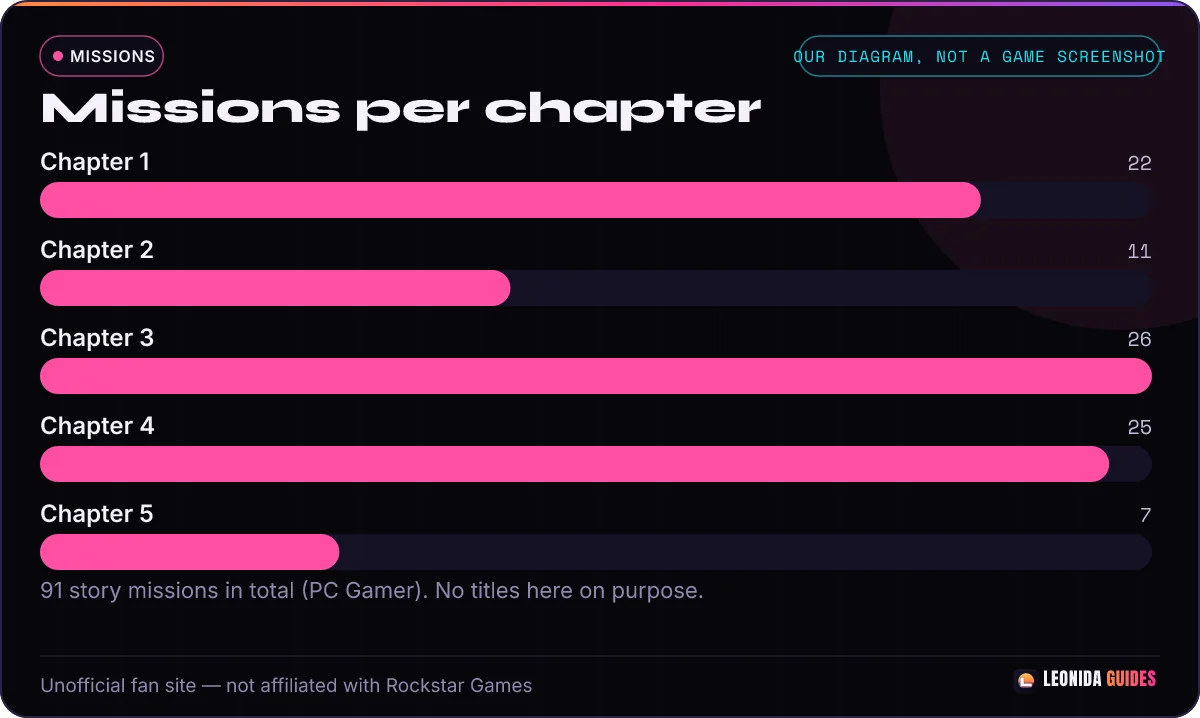 MISSIONS
OUR DIAGRAM, NOT A GAME SCREENSHOT
Missions per chapter
Chapter 1 22
Chapter 2 11
Chapter 3 26
Chapter 4 25
Chapter 5 7
91 story missions in total (PC Gamer). No titles here on purpose.
Unofficial fan site — not affiliated with Rockstar Games
LEONIDA GUIDES